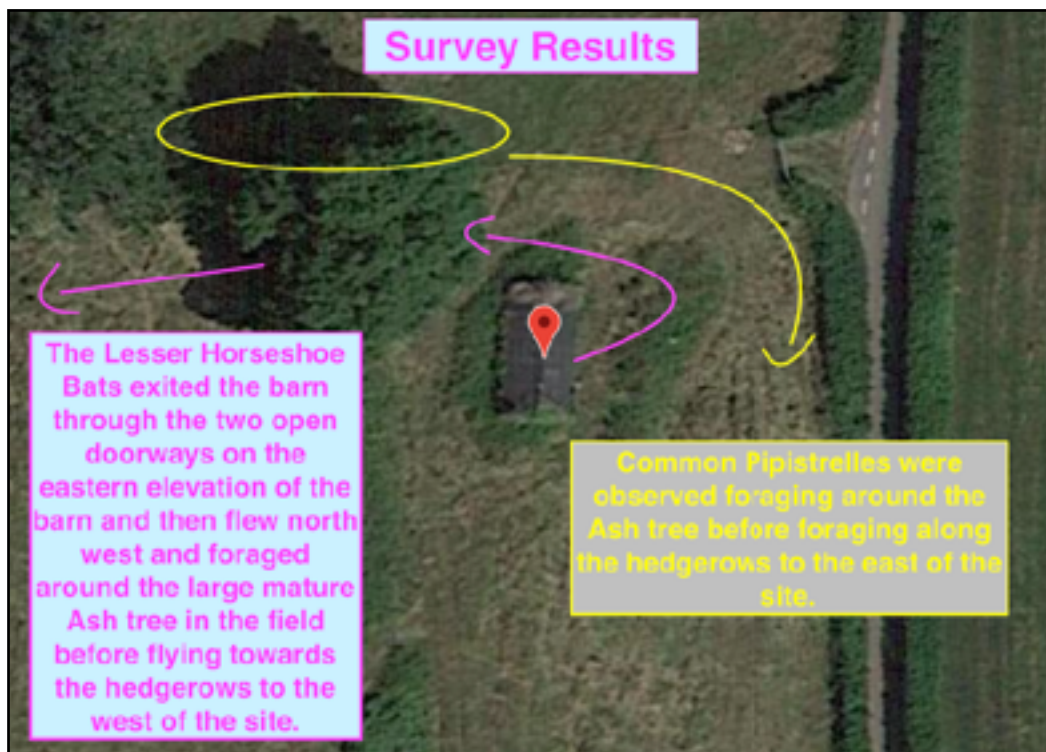 Survey Results
The Lesser Horseshoe
Bats exited the barn
through the two open
doorways on the
eastern elevation of the
barn and then flew north
west and foraged
around the large mature
Ash tree in the field
before flying towards
the hedgerows to the
west of the site.
Common Pipistrelles were
observed foraging around the
Ash tree before foraging along
the hedgerows to the east of the
site.